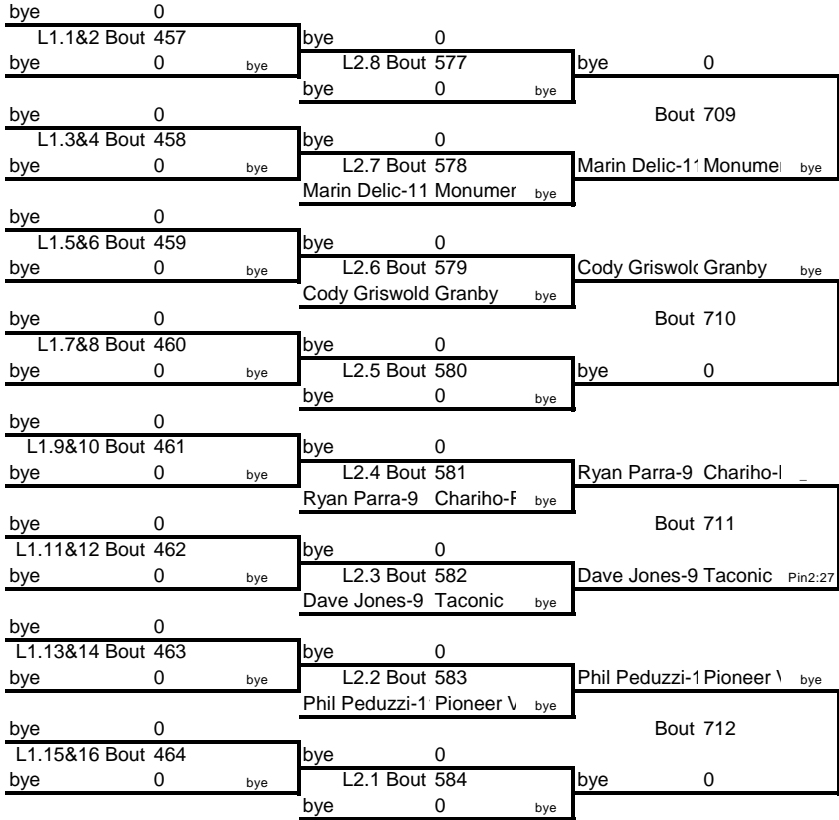 bye 0
L1.1&2 Bout 457 bye 0
bye 0 bye L2.8 Bout 577 bye 0
bye 0 bye
bye 0 Bout 709
L1.3&4 Bout 458 bye 0
bye 0 bye L2.7 Bout 578 Marin Delic-11 Monume bye
Marin Delic-11 Monumer bye
bye 0
L1.5&6 Bout 459 bye 0
bye 0 bye L2.6 Bout 579 Cody Griswolc Granby bye
Cody Griswold Granby bye
bye 0 Bout 710
L1.7&8 Bout 460 bye 0
bye 0 bye L2.5 Bout 580 bye 0
bye 0 bye
bye 0
L1.9&10 Bout 461 bye 0
bye 0 bye L2.4 Bout 581 Ryan Parra-9 Chariho-
Ryan Parra-9 Chariho-F bye
bye 0 Bout 711
L1.11&12 Bout 462 bye 0
bye 0 bye L2.3 Bout 582 Dave Jones-9 Taconic Pin2:27
Dave Jones-9 Taconic bye
bye 0
L1.13&14 Bout 463 bye 0
bye 0 bye L2.2 Bout 583 Phil Peduzzi-1 Pioneer bye
Phil Peduzzi-1 Pioneer V bye
bye 0 Bout 712
L1.15&16 Bout 464 bye 0
bye 0 bye L2.1 Bout 584 bye 0
bye 0 bye